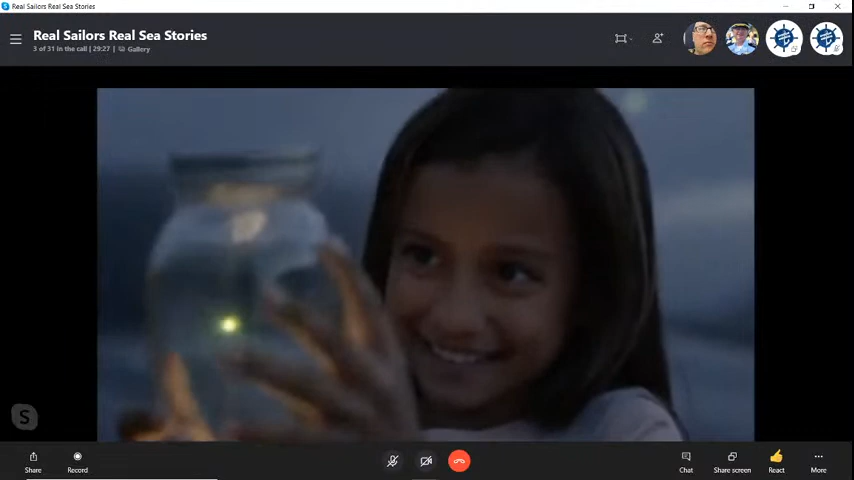 Real Sailors Real Sea Stories
Real Sailors Real Sea Stories
3 of 31 in the call | 29:27 | Gallery
S
Share
Record
Chat
Share screen
React
More